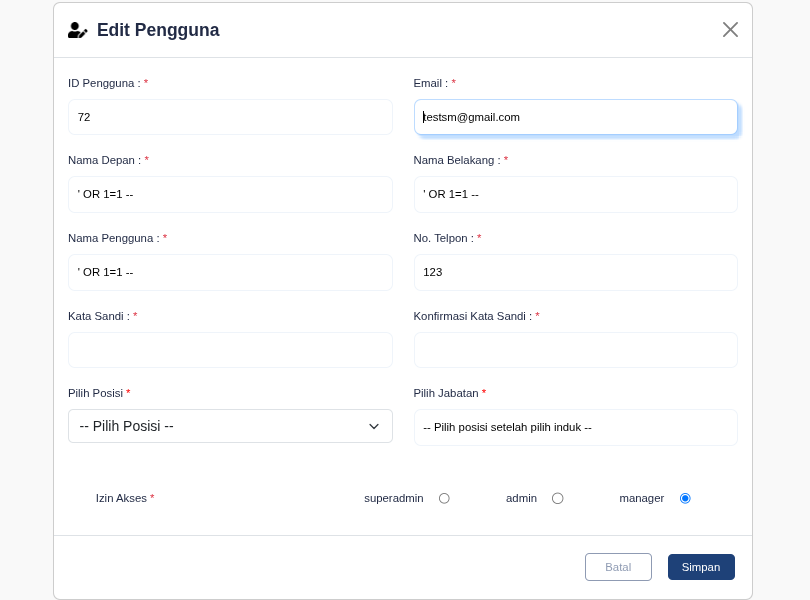 Edit Pengguna
ID Pengguna : *
Email : *
72
testsm@gmail.com
Nama Depan : *
Nama Belakang : *
' OR 1=1 --
' OR 1=1 --
Nama Pengguna : *
No. Telpon : *
' OR 1=1 --
123
Kata Sandi : *
Konfirmasi Kata Sandi : *
Pilih Posisi *
Pilih Jabatan *
-- Pilih Posisi --
-- Pilih posisi setelah pilih induk --
Izin Akses *
superadmin
admin
manager
Batal
Simpan